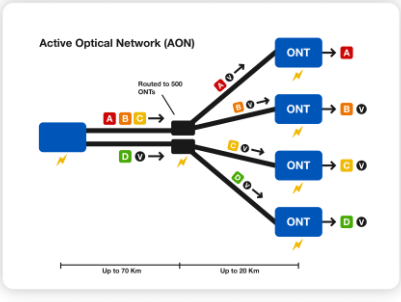 Active Optical Network (AON)
Routed to 500
ONTs
A B C
D V
A V
B V
C V
D V
ONT
A
ONT
B V
ONT
C V
ONT
D V
Up to 70 Km
Up to 20 Km